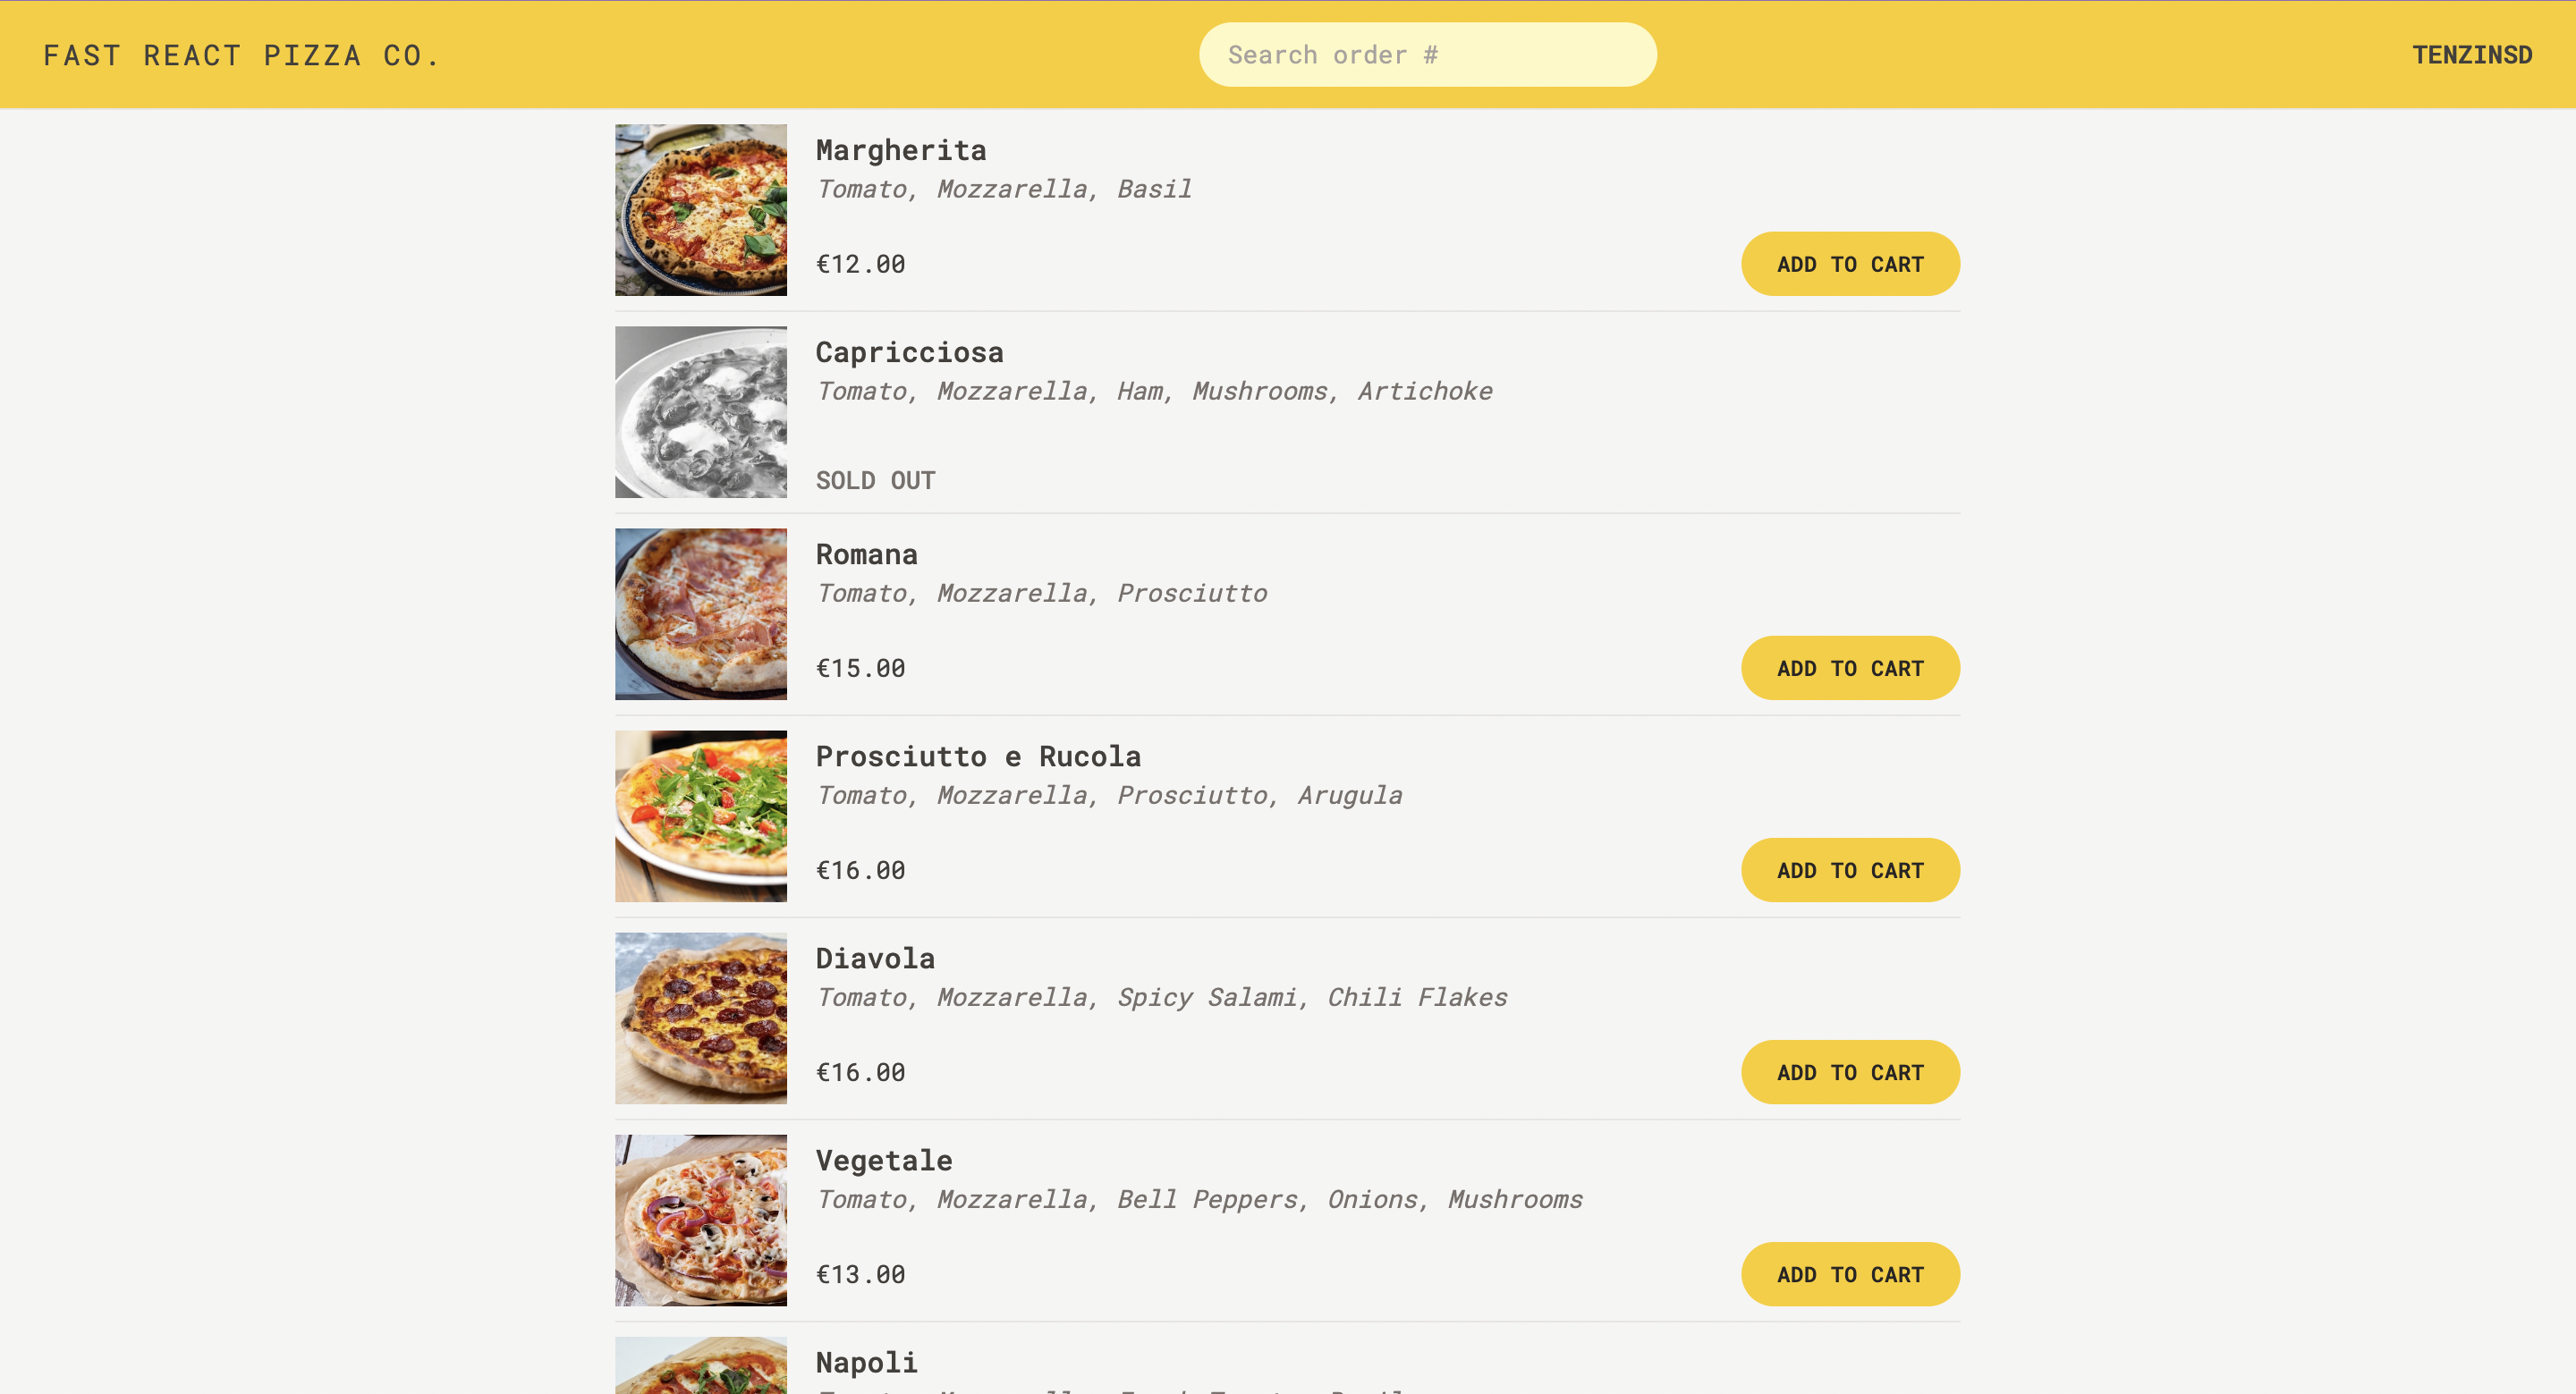 FAST REACT PIZZA CO.
Search order #
TENZINSD
Margherita
Tomato, Mozzarella, Basil
€12.00
ADD TO CART
Capricciosa
Tomato, Mozzarella, Ham, Mushrooms, Artichoke
SOLD OUT
Romana
Tomato, Mozzarella, Prosciutto
€15.00
ADD TO CART
Prosciutto e Rucola
Tomato, Mozzarella, Prosciutto, Arugula
€16.00
ADD TO CART
Diavola
Tomato, Mozzarella, Spicy Salami, Chili Flakes
€16.00
ADD TO CART
Vegetale
Tomato, Mozzarella, Bell Peppers, Onions, Mushrooms
€13.00
ADD TO CART
Napoli